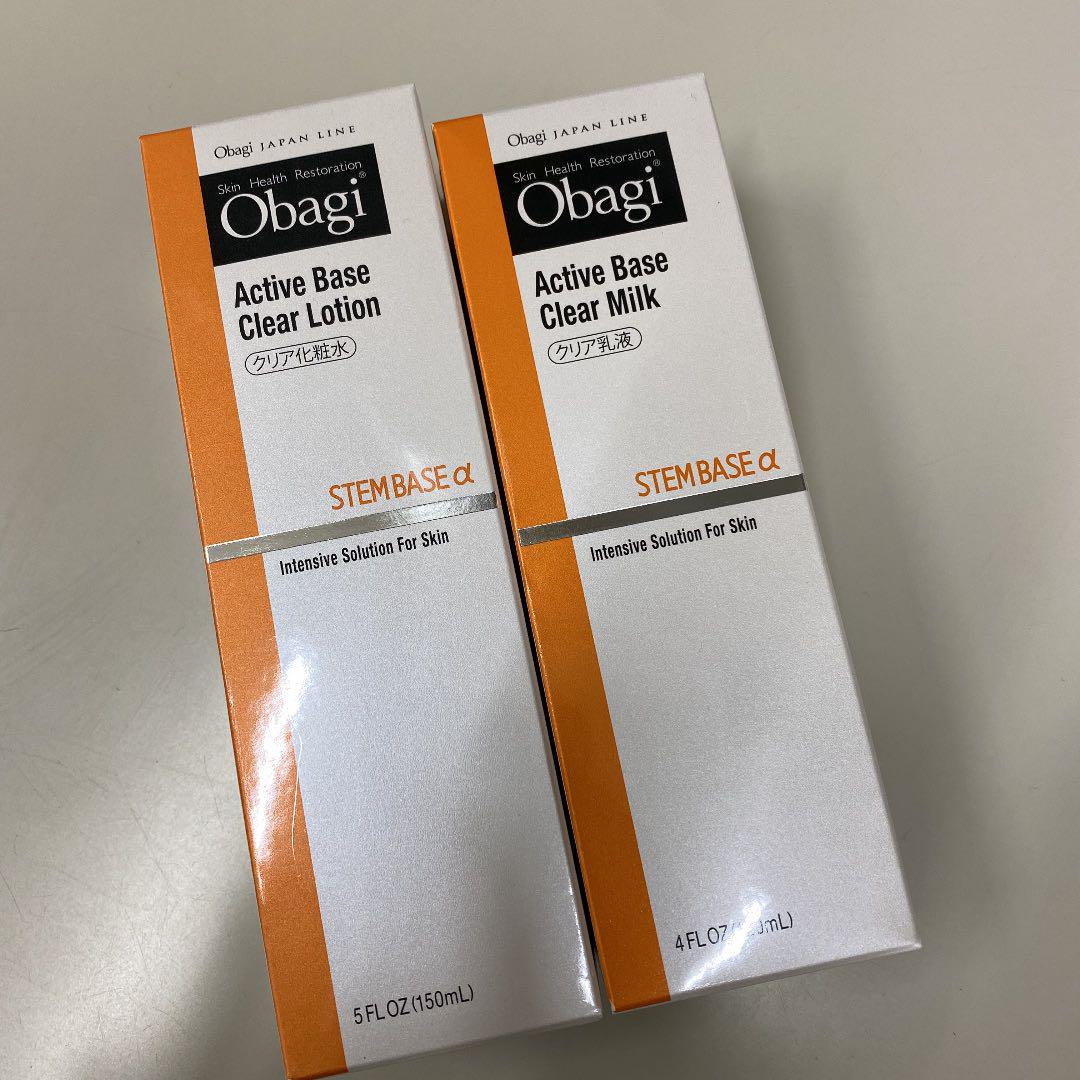 Obagi JAPAN LINE
Skin Health Restoration
Obagi®
Active Base
Clear Lotion
クリア化粧水
STEM BASE α
Intensive Solution For Skin
5 FL OZ (150mL)
Obagi JAPAN LINE
Skin Health Restoration
Obagi®
Active Base
Clear Milk
クリア乳液
STEM BASE α
Intensive Solution For Skin
4 FL OZ